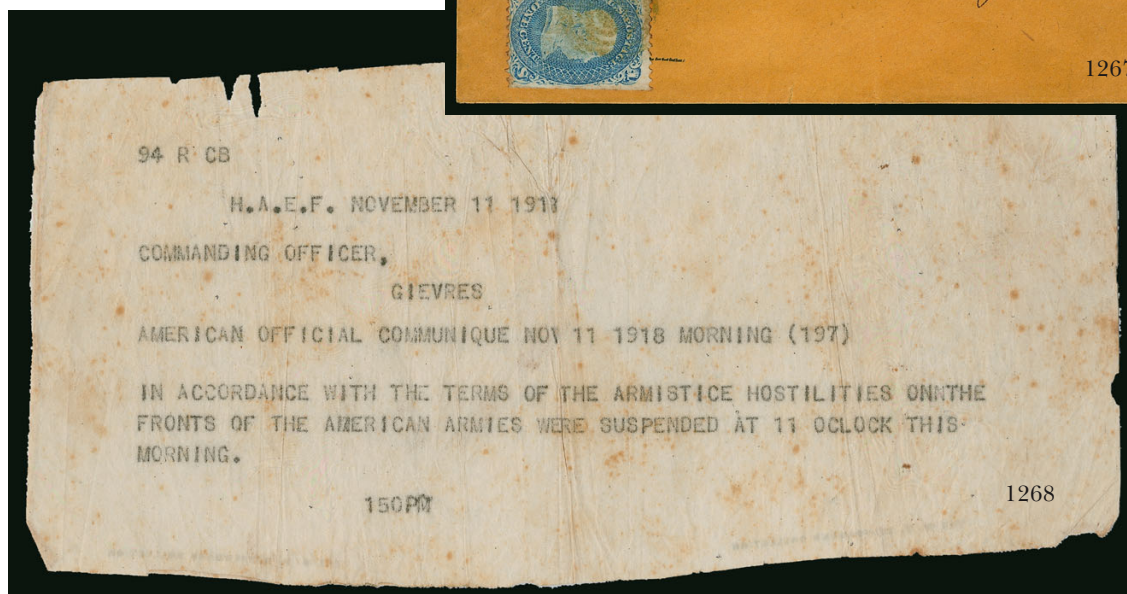 1267
94 R CB
H.A.E.F. NOVEMBER 11 1918
COMMANDING OFFICER,
GIEVRES
AMERICAN OFFICIAL COMMUNIQUE NOV 11 1918 MORNING (197)
IN ACCORDANCE WITH THE TERMS OF THE ARMISTICE HOSTILITIES ONNTHE
FRONTS OF THE AMERICAN ARMIES WERE SUSPENDED AT 11 OCLOCK THIS
MORNING.
150PM
1268